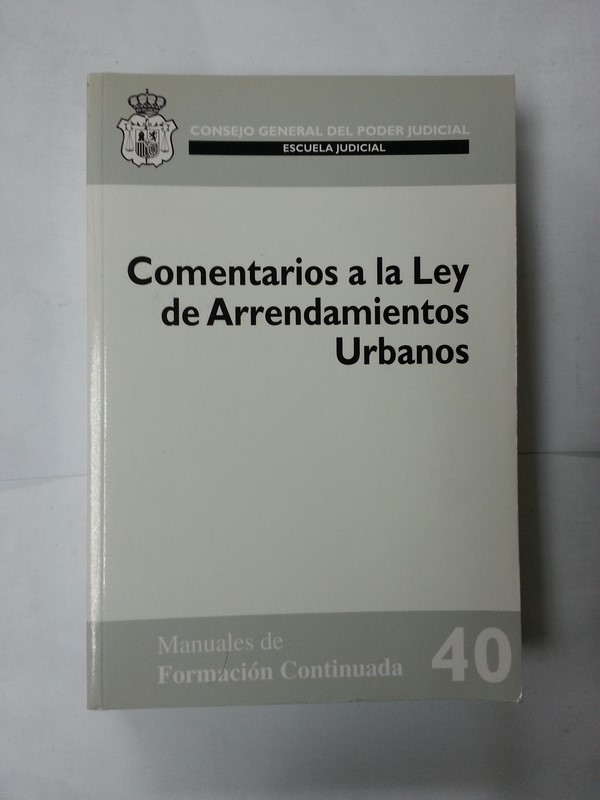 CONSEJO GENERAL DEL PODER JUDICIAL
ESCUELA JUDICIAL
Comentarios a la Ley
de Arrendamientos
Urbanos
Manuales de
Formación Continuada 40